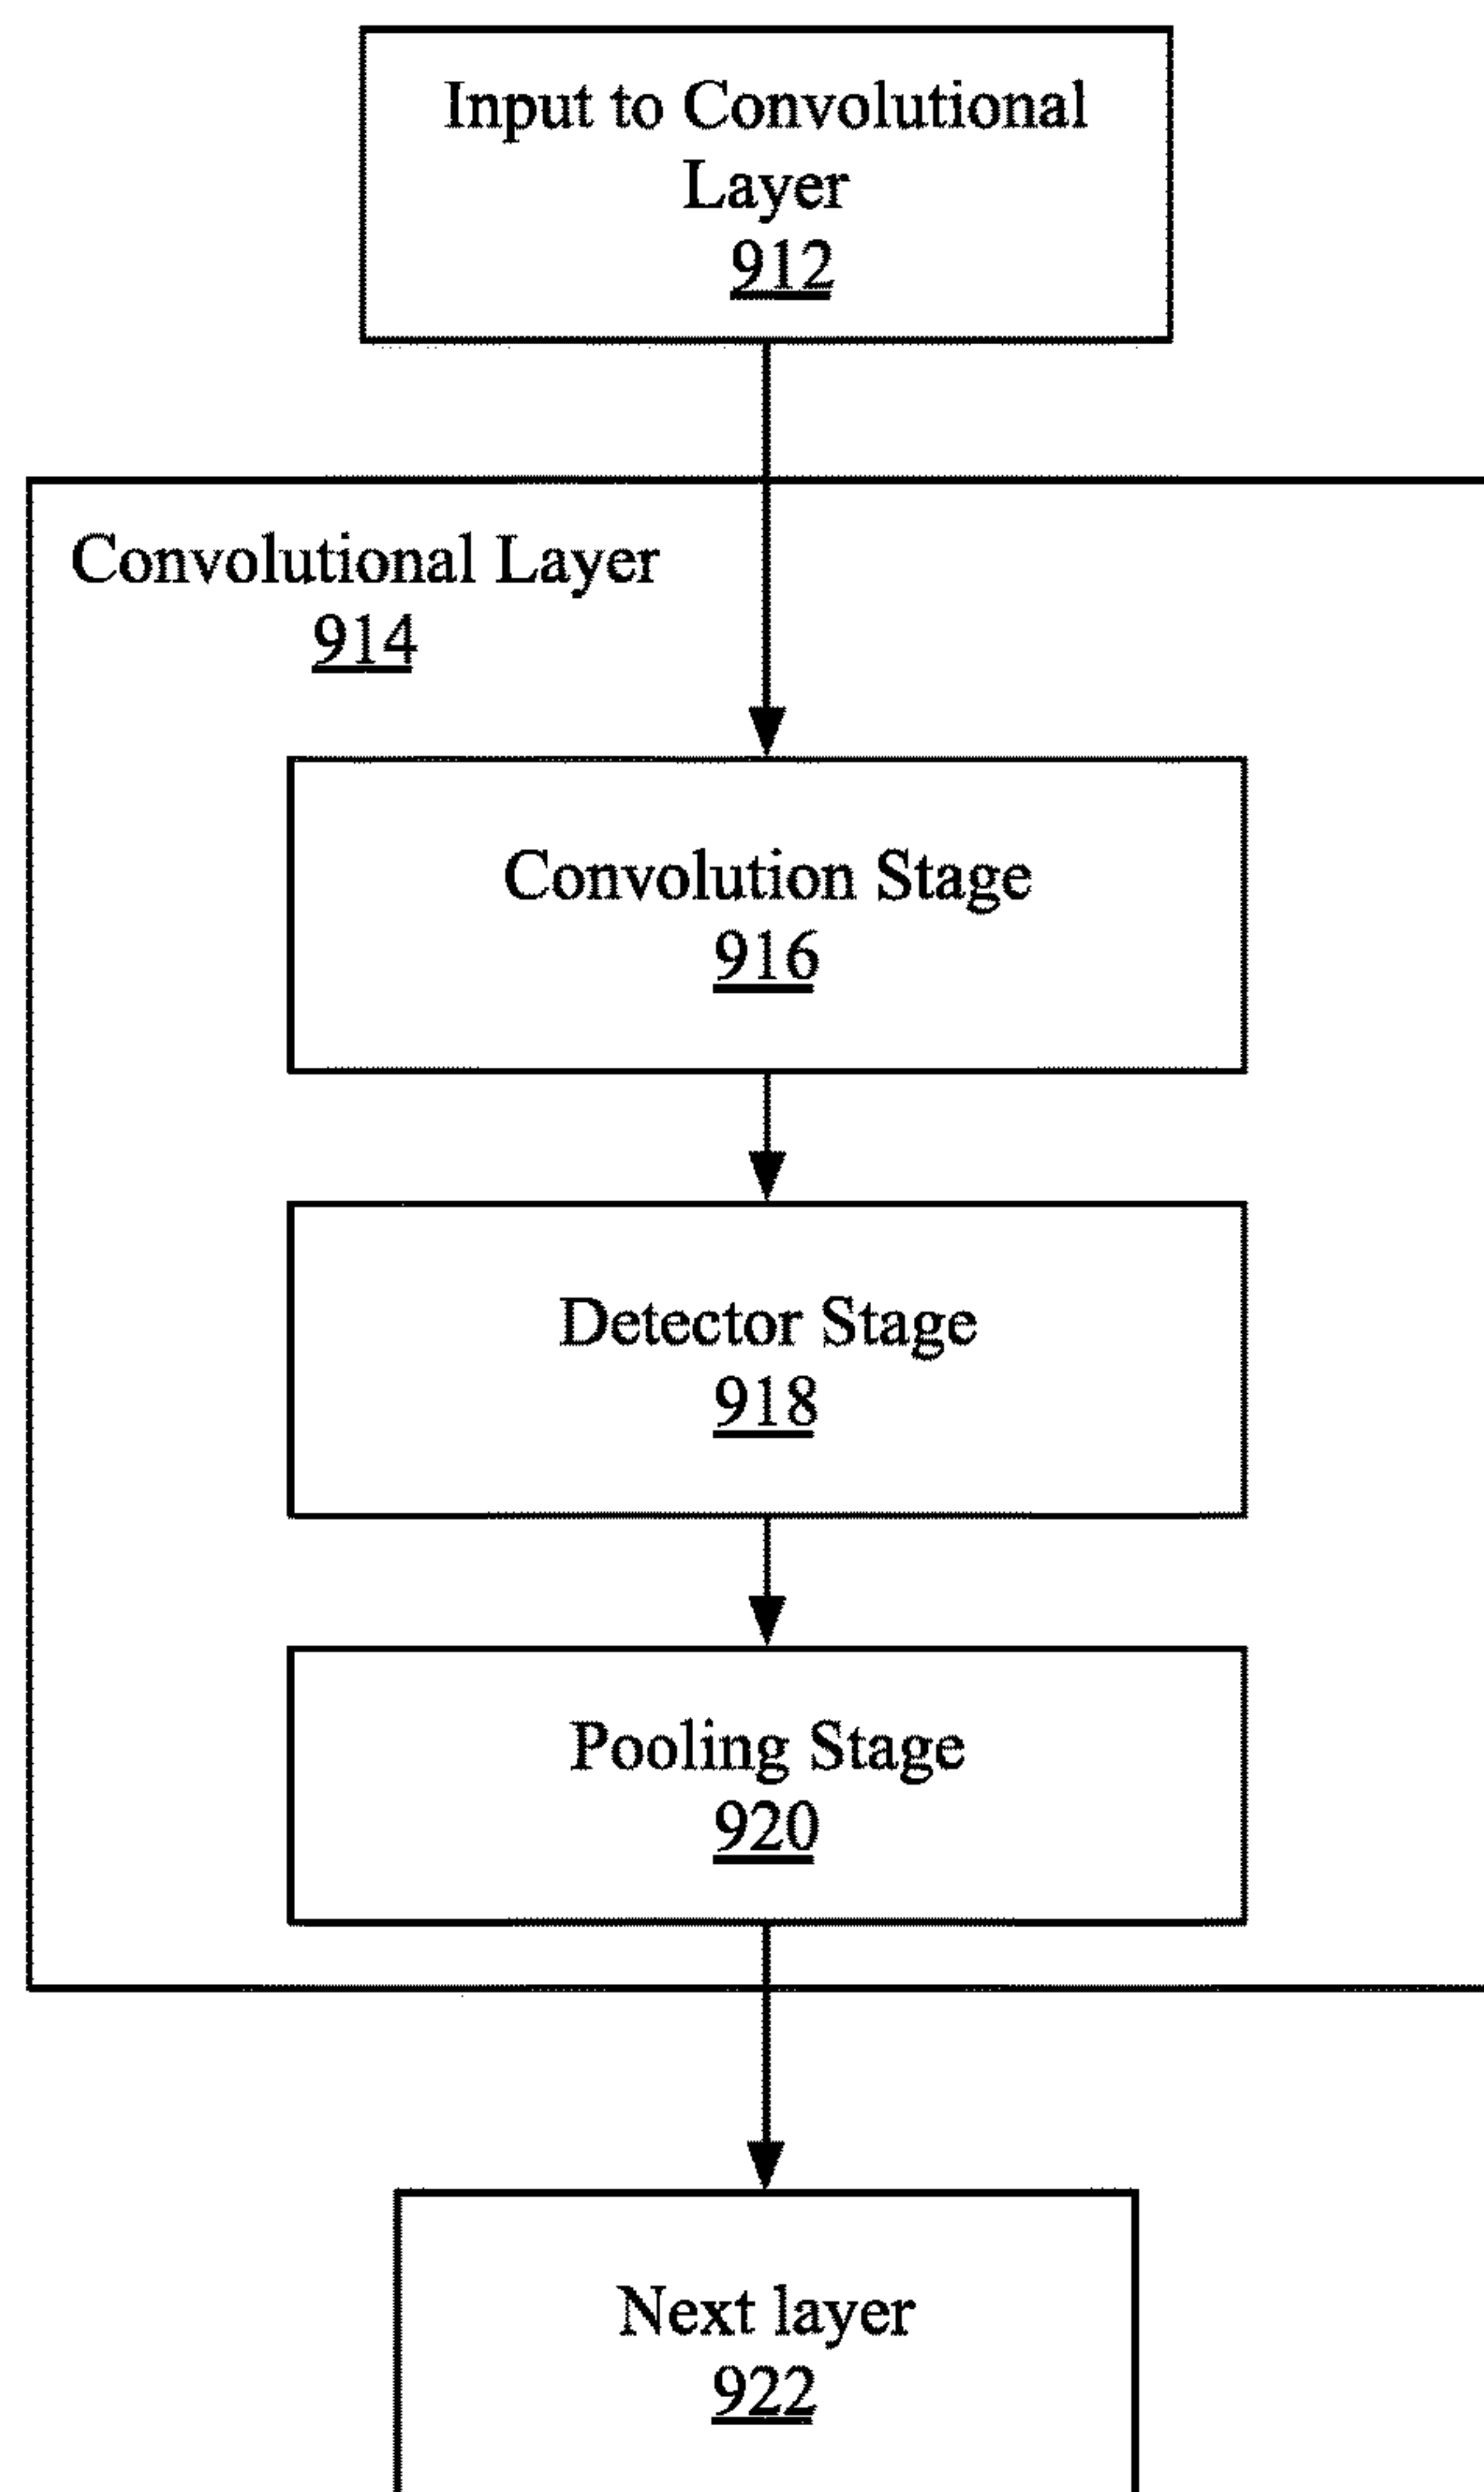 Input to Convolutional
Layer
912
Convolutional Layer
914
Convolution Stage
916
Detector Stage
918
Pooling Stage
920
Next layer
922